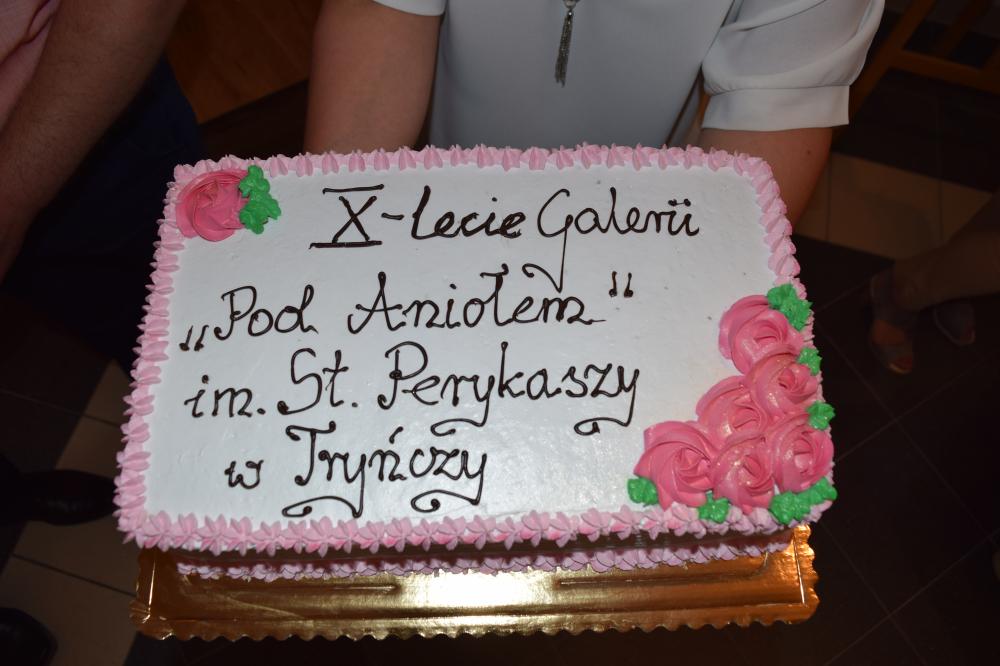 X-lecie Galerii
„Pod Aniołem"
im. St. Perykaszy
w Tryńczy